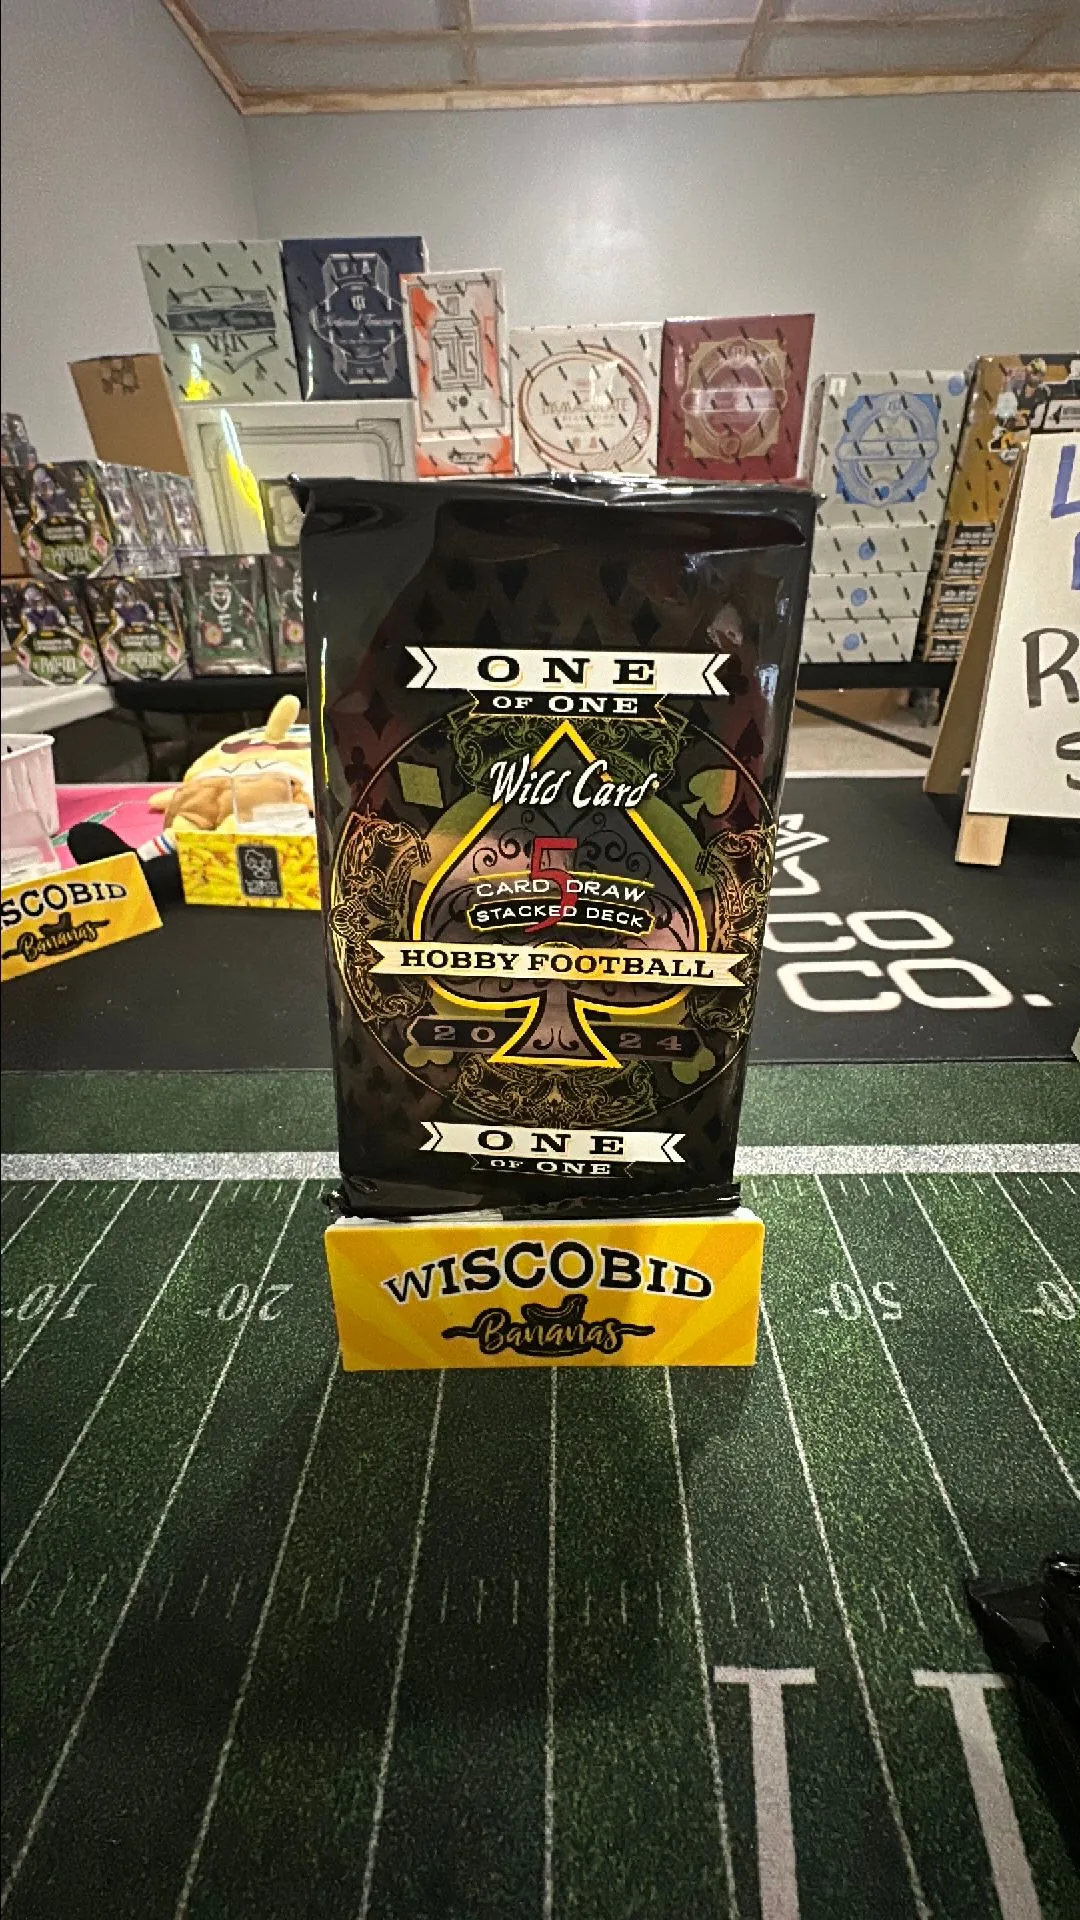 ONE
OF ONE
Wild Card
5
CARD DRAW
STACKED DECK
HOBBY FOOTBALL
20 24
ONE
OF ONE
WISCOBID
Bananas
SCOBID
Bananas
IMMACULATE
CO
CO.
R
10
20
50